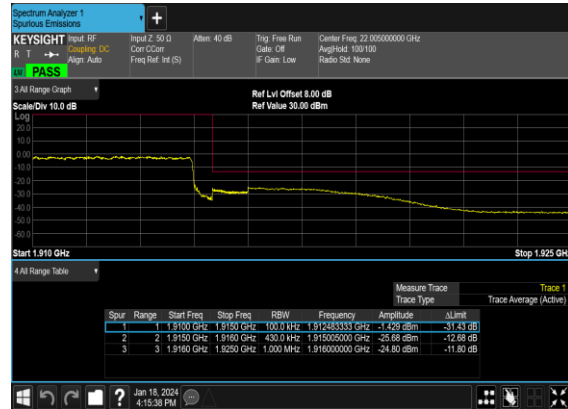 Spectrum Analyzer 1
Spurious Emissions
+
KEYSIGHT Input: RF Input Z: 50 Ω Atten: 40 dB Trig: Free Run Center Freq: 22.005000000 GHz
R T Coupling: DC Corr CCorr Gate: Off Avg|Hold: 100/100
Align: Auto Freq Ref: Int (S) IF Gain: Low Radio Std: None
LW PASS
3 All Range Graph
Ref Lvl Offset 8.00 dB
Scale/Div 10.0 dB Ref Value 30.00 dBm
Log
20.0
10.0
0.00
-10.0
-20.0
-30.0
-40.0
-50.0
-60.0
Start 1.910 GHz Stop 1.925 GHz
4 All Range Table
Measure Trace Trace 1
Trace Type Trace Average (Active)
Spur Range Start Freq Stop Freq RBW Frequency Amplitude ΔLimit
1 1 1.9100 GHz 1.9150 GHz 100.0 kHz 1.912483333 GHz -1.429 dBm -31.43 dB
2 2 1.9150 GHz 1.9160 GHz 430.0 kHz 1.915005000 GHz -25.68 dBm -12.68 dB
3 3 1.9160 GHz 1.9250 GHz 1.000 MHz 1.916000000 GHz -24.80 dBm -11.80 dB
? Jan 18, 2024
4:15:38 PM